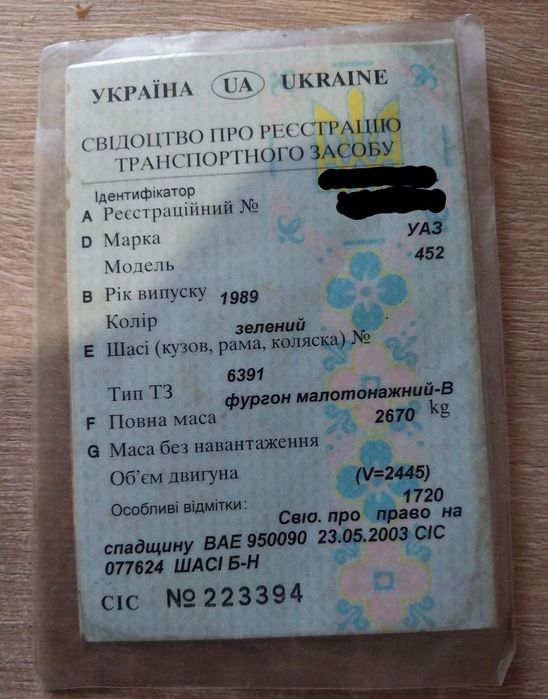 УКРАЇНА UA UKRAINE
СВІДОЦТВО ПРО РЕЄСТРАЦІЮ
ТРАНСПОРТНОГО ЗАСОБУ
Ідентифікатор
A Реєстраційний №
D Марка УАЗ
Модель 452
B Рік випуску 1989
Колір зелений
E Шасі (кузов, рама, коляска) №
6391
Тип ТЗ фургон малотонажний-В
F Повна маса 2670 kg
G Маса без навантаження
Об'єм двигуна (V=2445)
1720
Особливі відмітки: Свід. про право на
спадщину ВАЕ 950090 23.05.2003 СІС
077624 ШАСІ Б-Н
СІС №223394